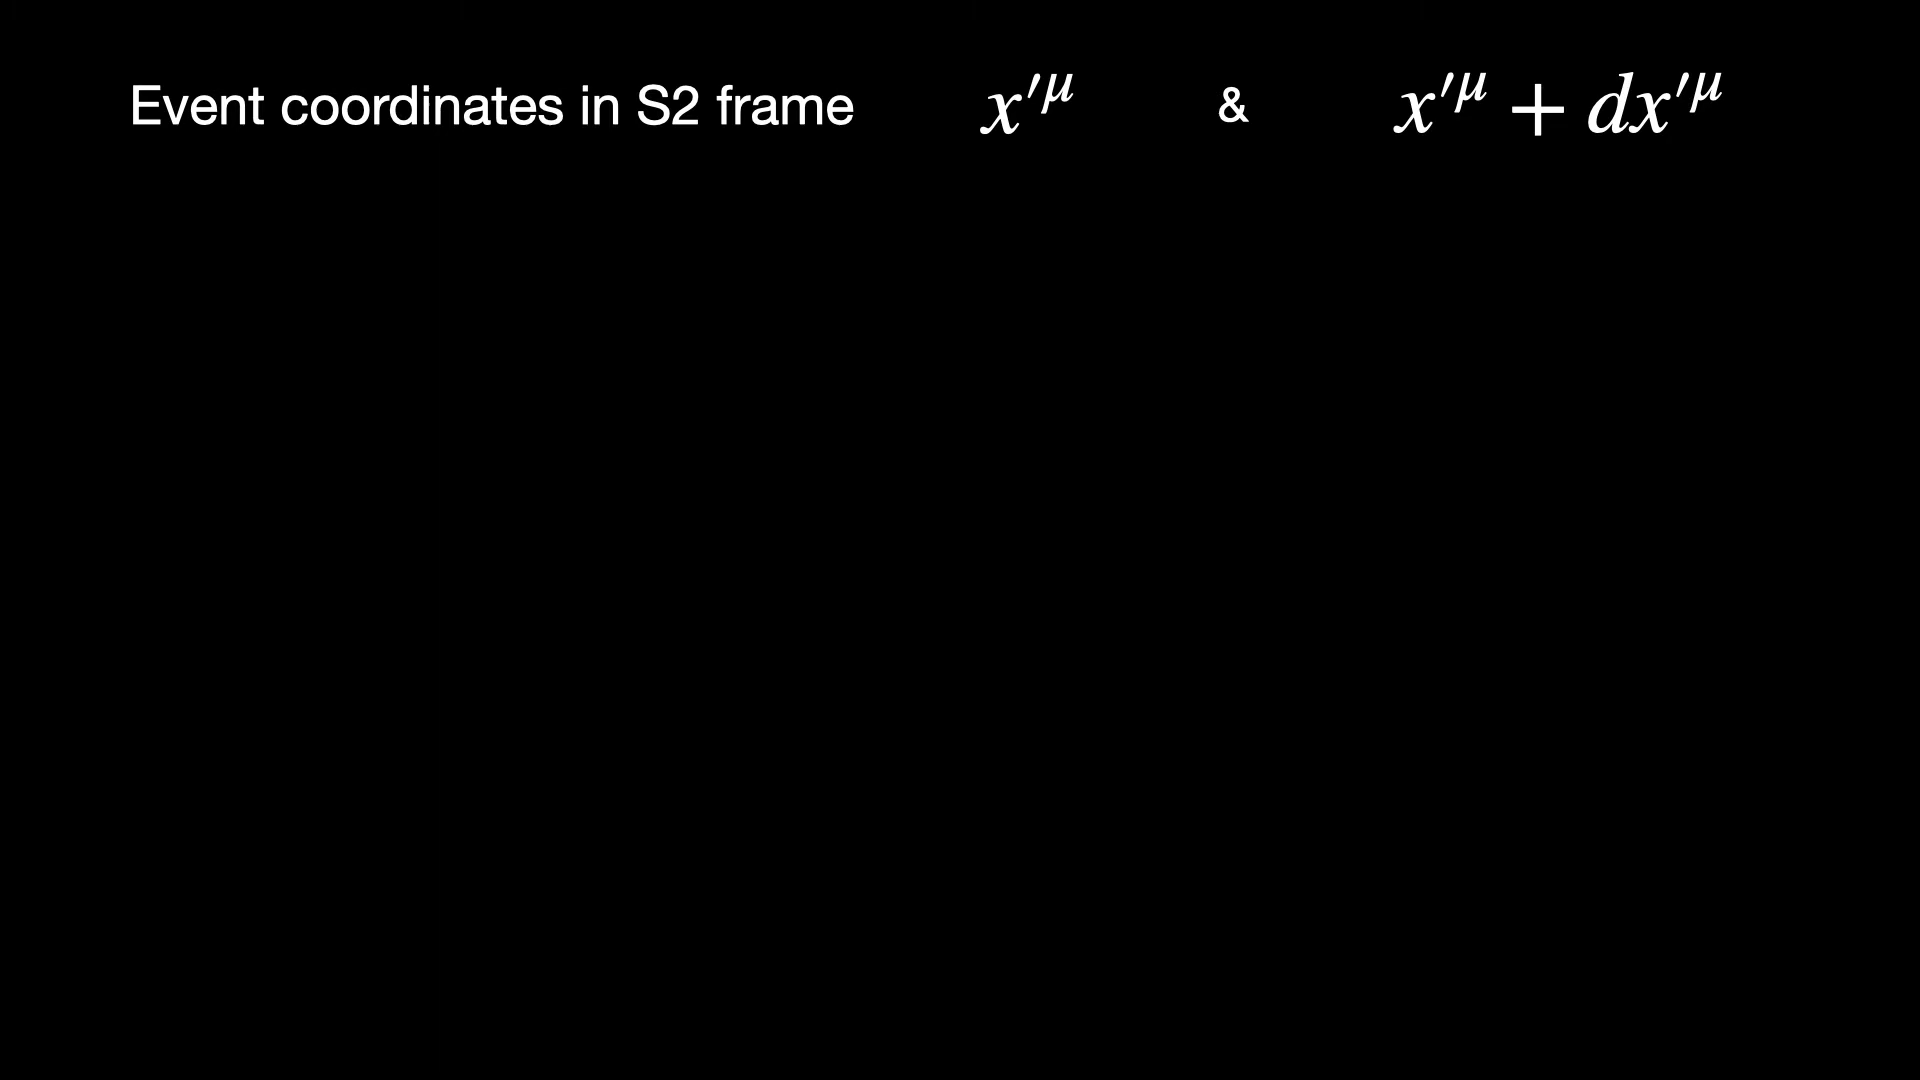 Event coordinates in S2 frame x′μ & x′μ + dx′μ